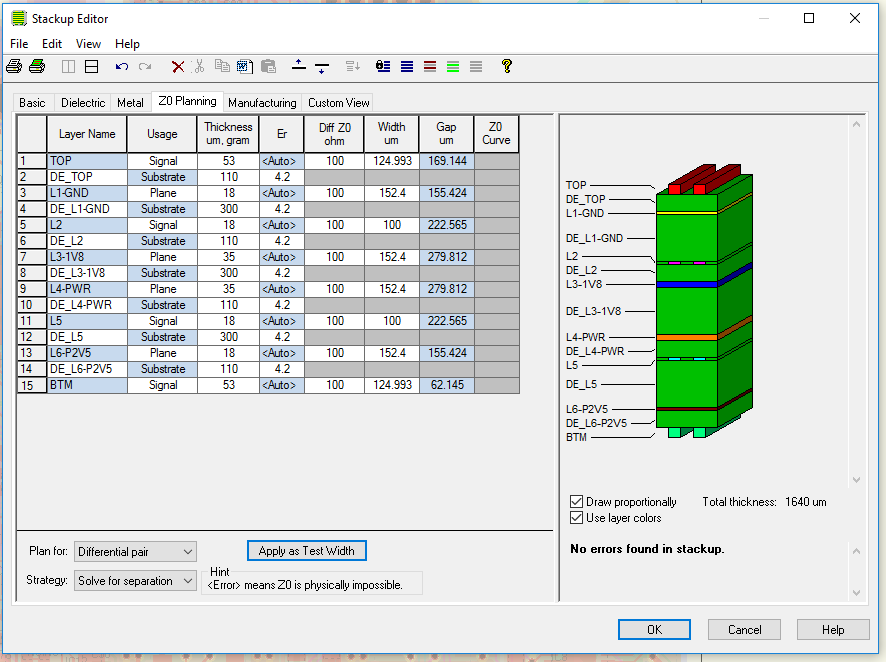 Stackup Editor
File Edit View Help
Basic Dielectric Metal Z0 Planning Manufacturing Custom View
Layer Name Usage Thickness um, gram Er Diff Z0 ohm Width um Gap um Z0 Curve
1 TOP Signal 53 <Auto> 100 124.993 169.144
2 DE_TOP Substrate 110 4.2
3 L1-GND Plane 18 <Auto> 100 152.4 155.424
4 DE_L1-GND Substrate 300 4.2
5 L2 Signal 18 <Auto> 100 100 222.565
6 DE_L2 Substrate 110 4.2
7 L3-1V8 Plane 35 <Auto> 100 152.4 279.812
8 DE_L3-1V8 Substrate 300 4.2
9 L4-PWR Plane 35 <Auto> 100 152.4 279.812
10 DE_L4-PWR Substrate 110 4.2
11 L5 Signal 18 <Auto> 100 100 222.565
12 DE_L5 Substrate 300 4.2
13 L6-P2V5 Plane 18 <Auto> 100 152.4 155.424
14 DE_L6-P2V5 Substrate 110 4.2
15 BTM Signal 53 <Auto> 100 124.993 62.145
TOP
DE_TOP
L1-GND
DE_L1-GND
L2
DE_L2
L3-1V8
DE_L3-1V8
L4-PWR
DE_L4-PWR
L5
DE_L5
L6-P2V5
DE_L6-P2V5
BTM
Draw proportionally Total thickness: 1640 um
Use layer colors
No errors found in stackup.
Plan for: Differential pair Apply as Test Width
Strategy: Solve for separation
Hint
<Error> means Z0 is physically impossible.
OK Cancel Help